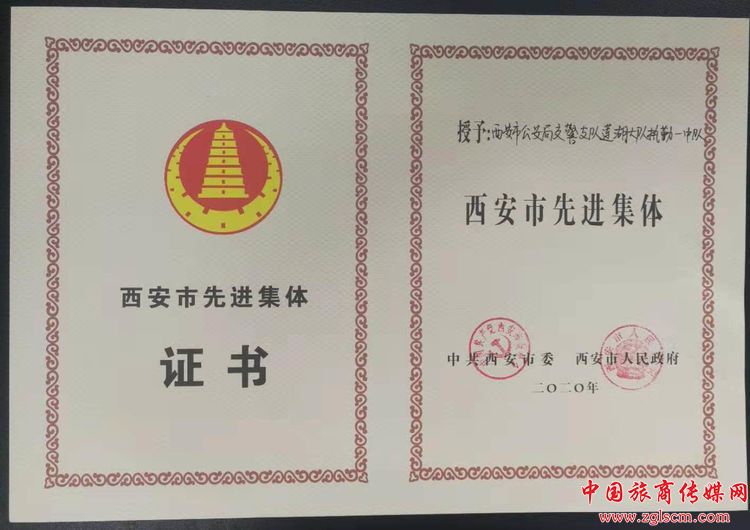 西安市先进集体
证书
授予:西安市公安局交警支队莲湖大队执勤一中队
西安市先进集体
中共西安市委 西安市人民政府
二〇二〇年
中国旅商传媒网
www.zglscm.com